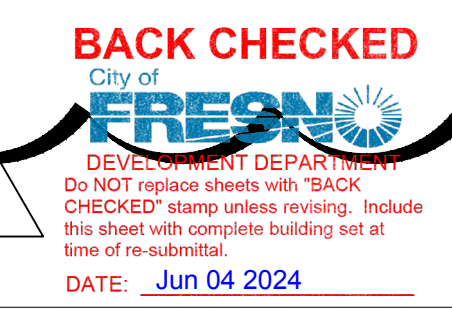 BACK CHECKED
City of
FRESNO
DEVELOPMENT DEPARTMENT
Do NOT replace sheets with "BACK
CHECKED" stamp unless revising. Include
this sheet with complete building set at
time of re-submittal.
DATE: Jun 04 2024